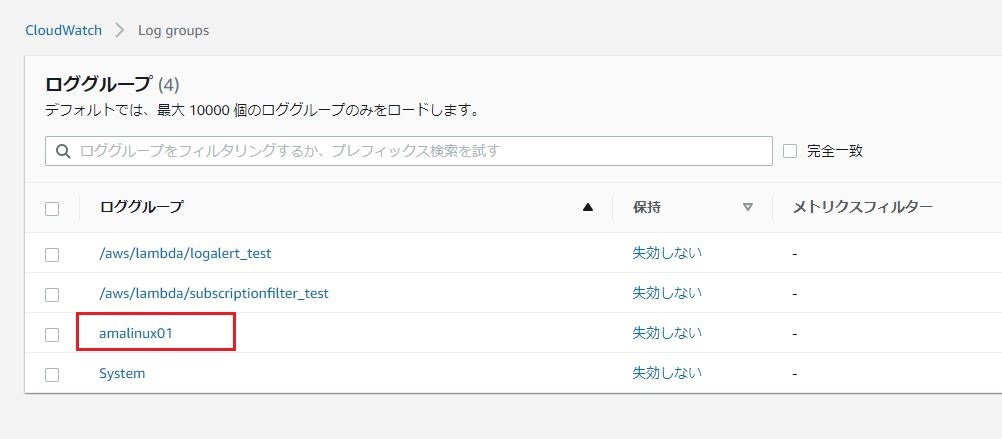 CloudWatch > Log groups
ロググループ (4)
デフォルトでは、最大 10000 個のロググループのみをロードします。
ロググループをフィルタリングするか、プレフィックス検索を試す 完全一致
ロググループ ▲ 保持 ▽ メトリクスフィルター
/aws/lambda/logalert_test 失効しない -
/aws/lambda/subscriptionfilter_test 失効しない -
amalinux01 失効しない -
System 失効しない -